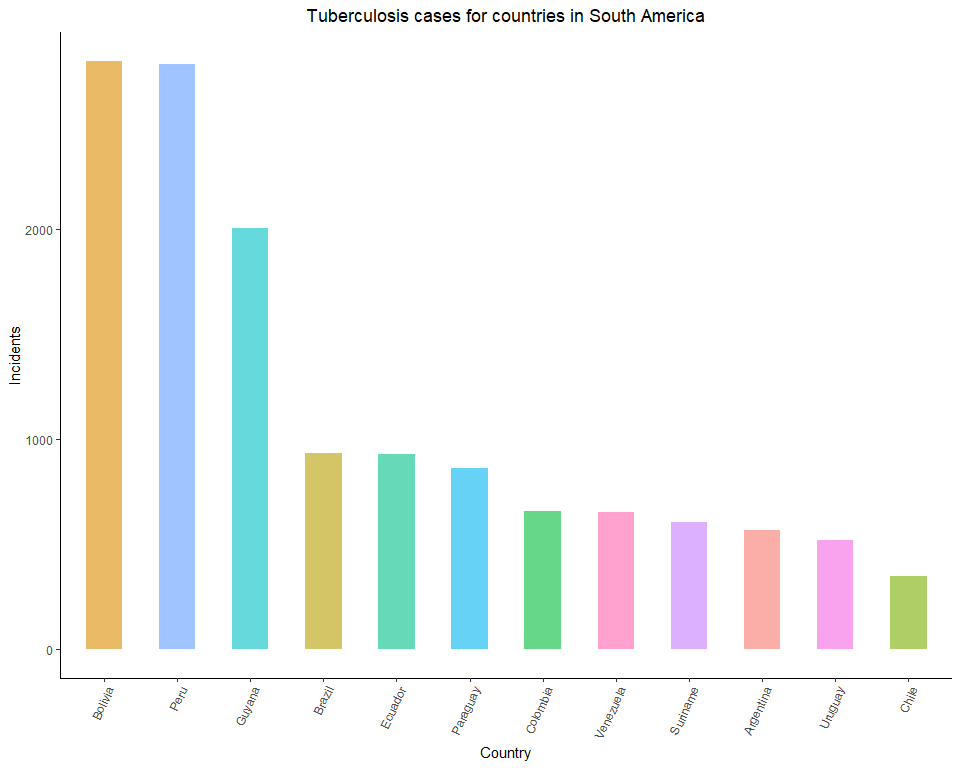 Tuberculosis cases for countries in South America
Incidents
2000
1000
0
Bolivia
Peru
Guyana
Brazil
Ecuador
Paraguay
Colombia
Venezuela
Suriname
Argentina
Uruguay
Chile
Country